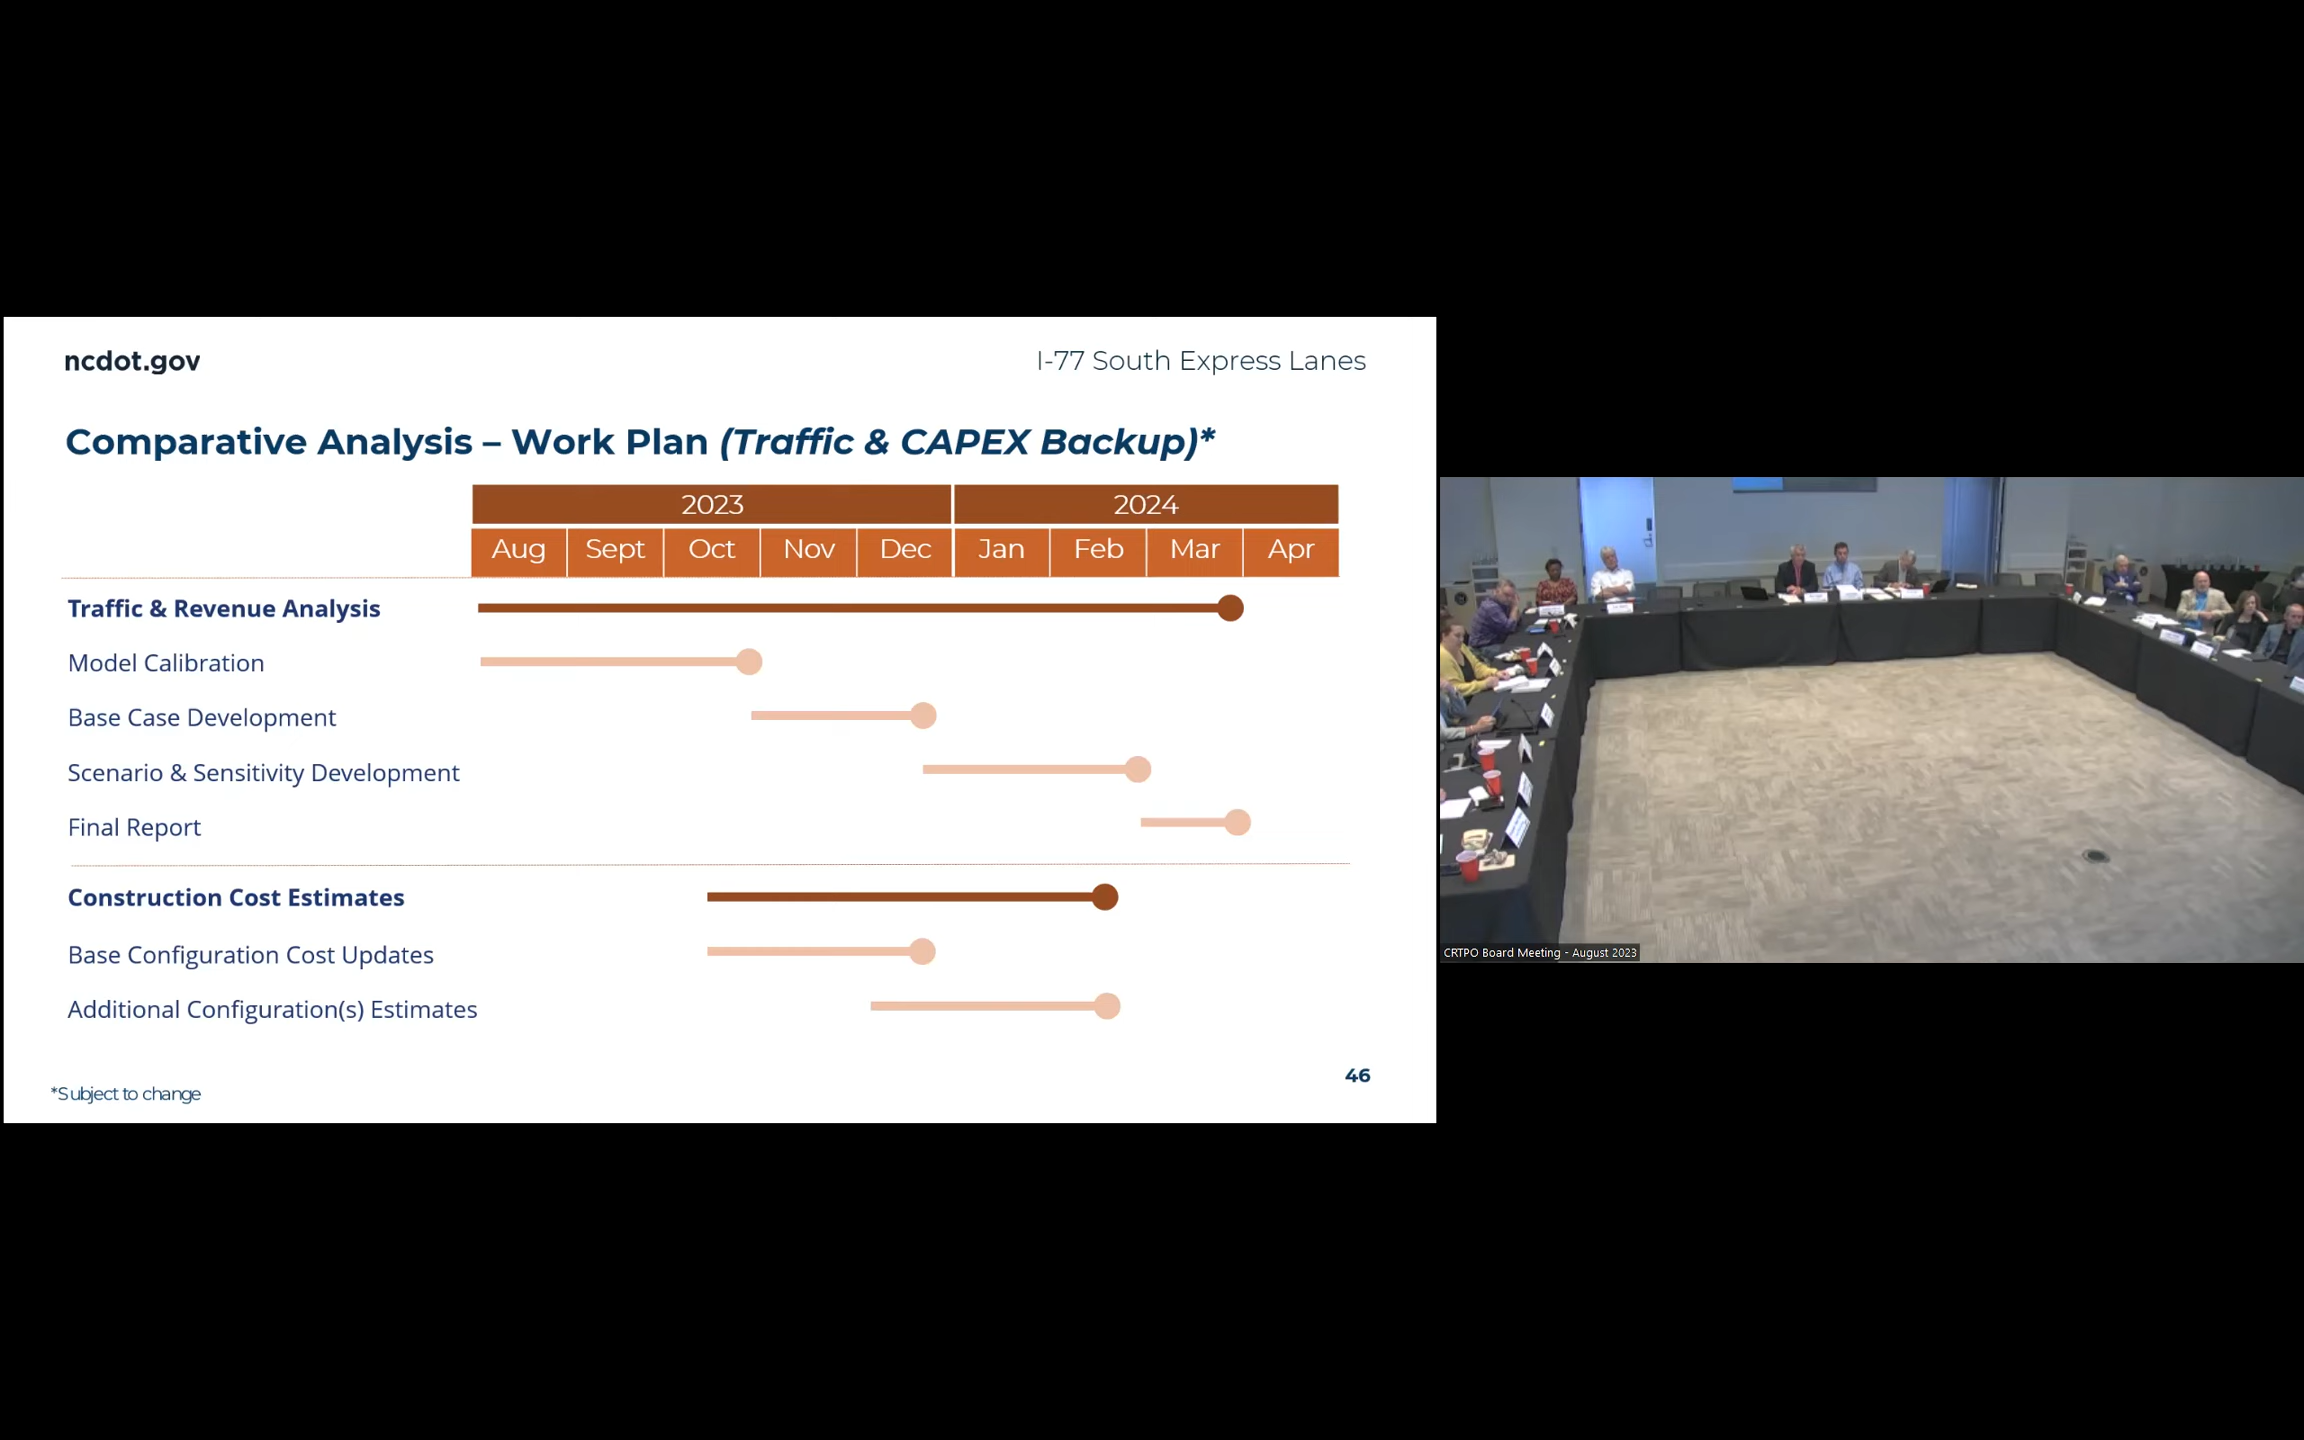 ncdot.gov
I-77 South Express Lanes
Comparative Analysis – Work Plan (Traffic & CAPEX Backup)*
2023 2024
Aug Sept Oct Nov Dec Jan Feb Mar Apr
Traffic & Revenue Analysis
Model Calibration
Base Case Development
Scenario & Sensitivity Development
Final Report
Construction Cost Estimates
Base Configuration Cost Updates
Additional Configuration(s) Estimates
*Subject to change
46
CRTPO Board Meeting - August 2023